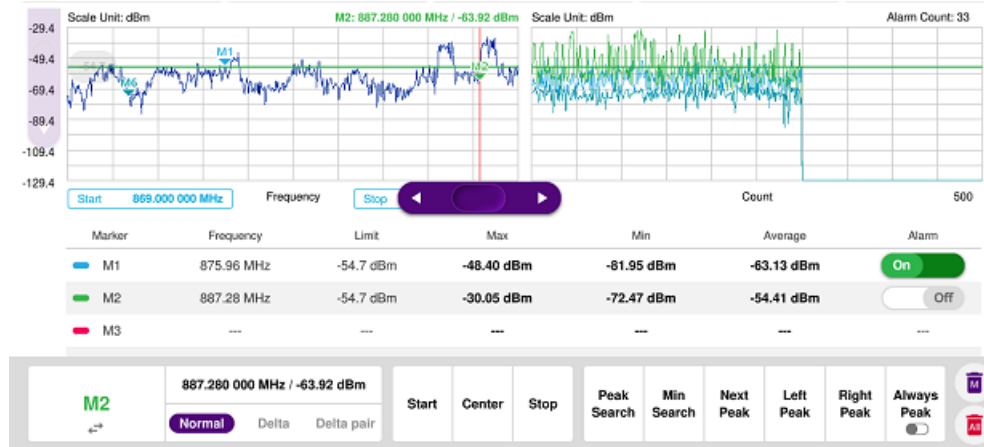 Scale Unit: dBm M2: 887.280 000 MHz / -63.92 dBm Scale Unit: dBm Alarm Count: 33
-29.4
M1
-49.4
M2
M6
-69.4
-89.4
-109.4
-129.4
Start 869.000 000 MHz Frequency Stop Count 500
Marker Frequency Limit Max Min Average Alarm
M1 875.96 MHz -54.7 dBm -48.40 dBm -81.95 dBm -63.13 dBm On
M2 887.28 MHz -54.7 dBm -30.05 dBm -72.47 dBm -54.41 dBm Off
M3 --- --- --- --- --- ---
M2
887.280 000 MHz / -63.92 dBm
Normal Delta Delta pair
Start Center Stop
Peak Search
Min Search
Next Peak
Left Peak
Right Peak
Always Peak
M
All